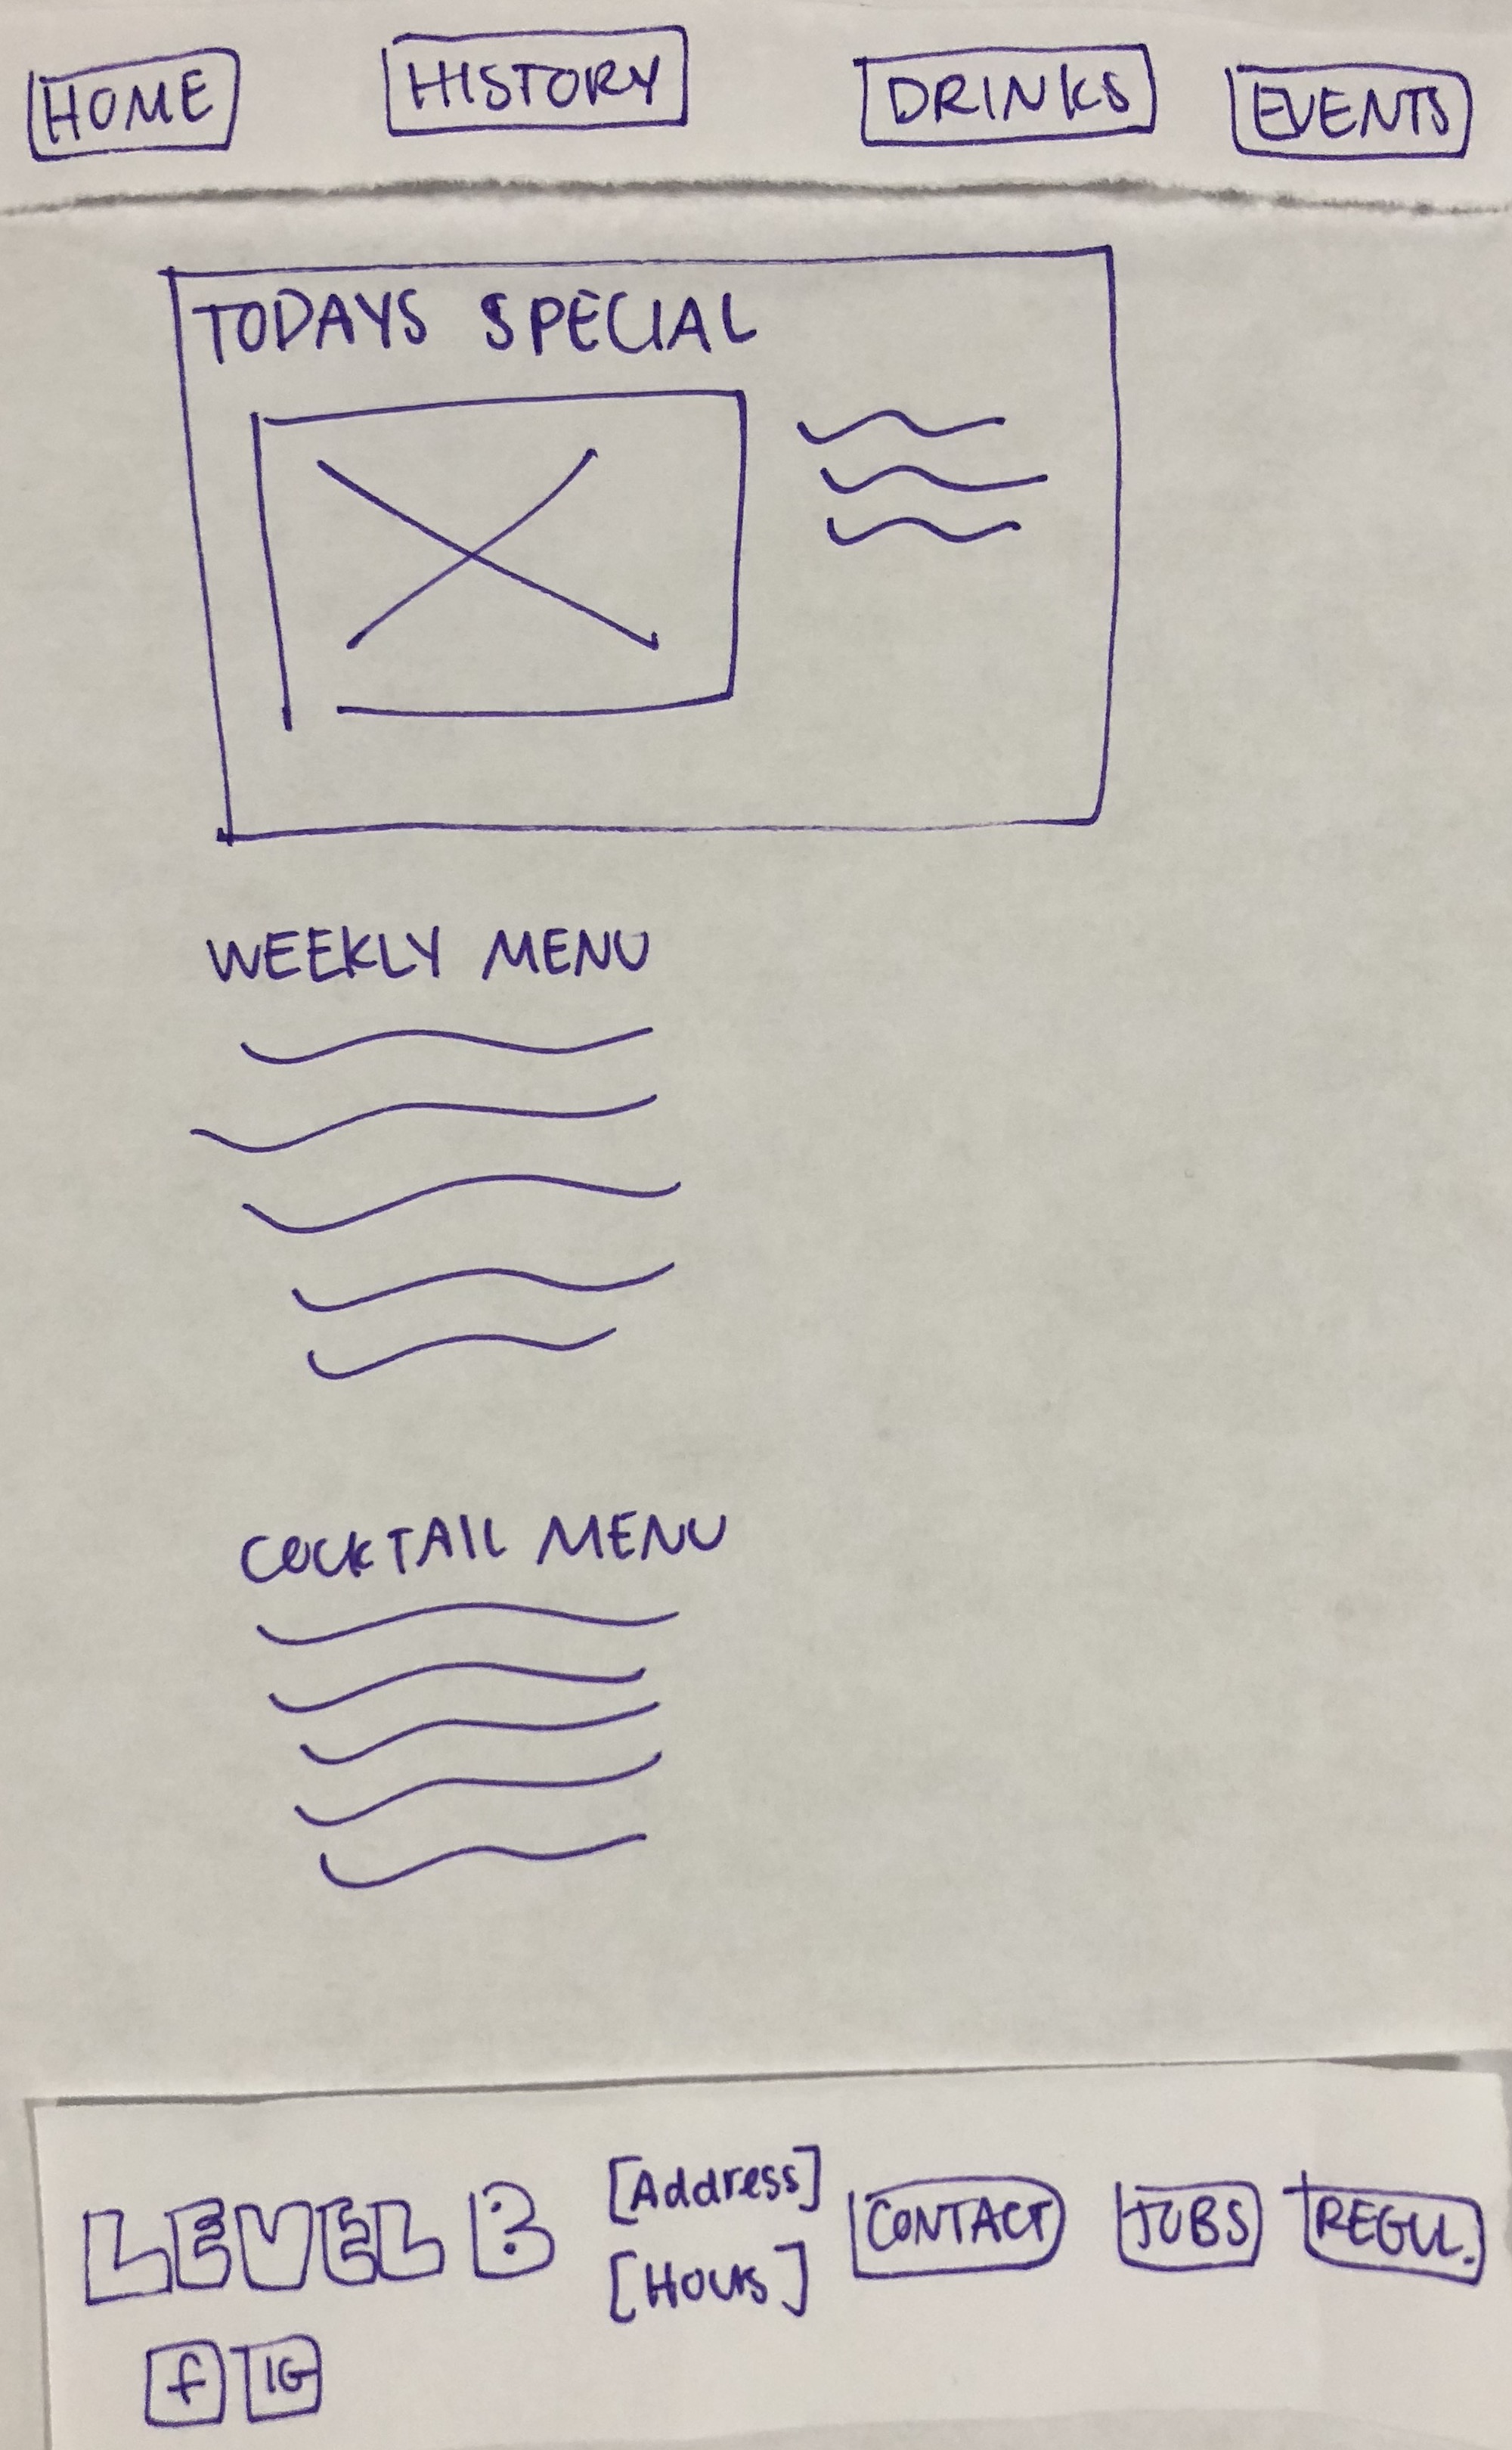 HOME HISTORY DRINKS EVENTS
TODAYS SPECIAL
WEEKLY MENU
COCKTAIL MENU
LEVEL B [Address] CONTACT JOBS REGUL.
[Hours]
f IG